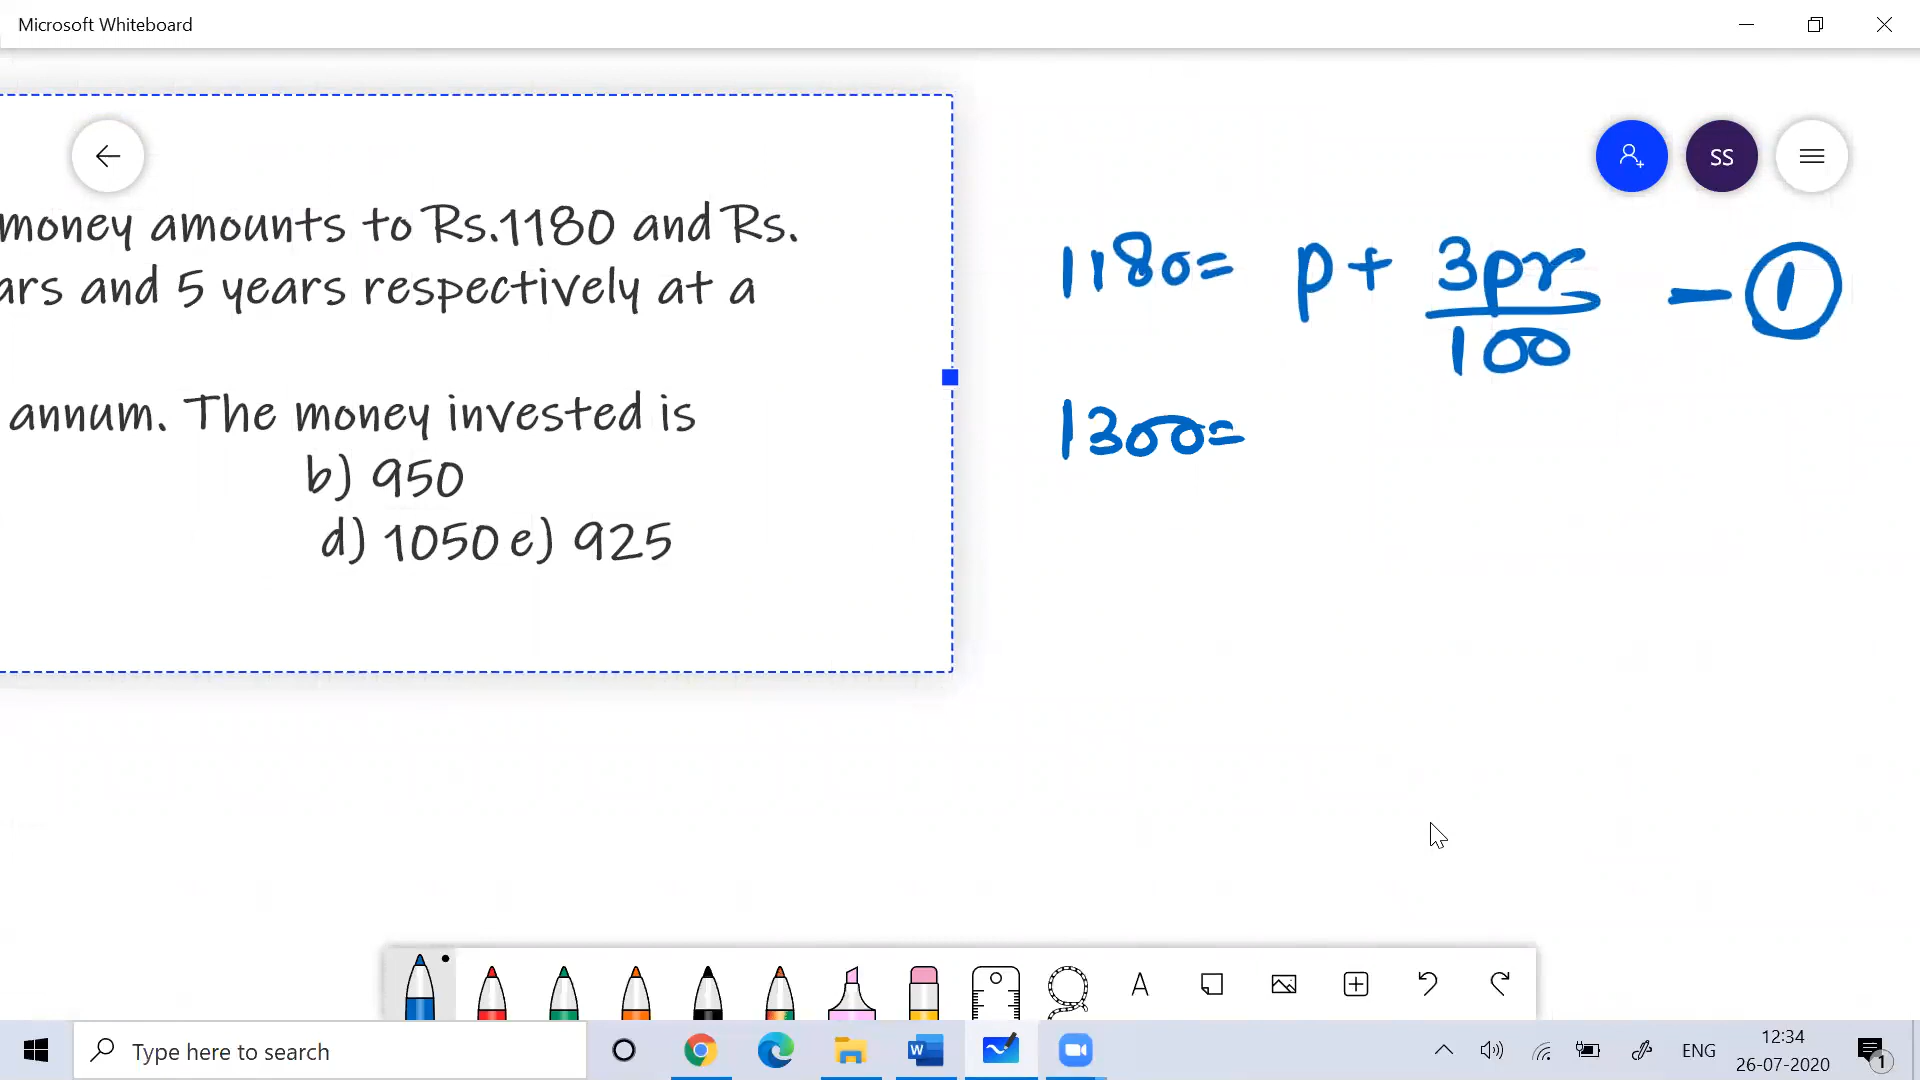 Microsoft Whiteboard
SS
money amounts to Rs.1180 and Rs.
ars and 5 years respectively at a
annum. The money invested is
b) 950
d) 1050 e) 925
1180= p + 3pr/100 - ①
1300=
A
Type here to search
W
ENG
12:34
26-07-2020
1